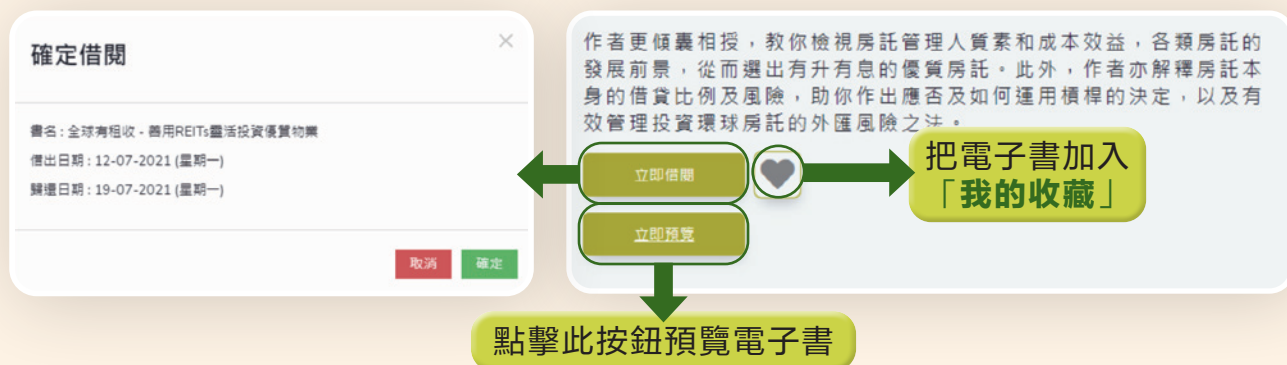 確定借閱
×
書名 : 全球有租收 - 善用REITs靈活投資優質物業
借出日期 : 12-07-2021 (星期一)
歸還日期 : 19-07-2021 (星期一)
取消
確定
作者更傾囊相授，教你檢視房託管理人質素和成本效益，各類房託的
發展前景，從而選出有升有息的優質房託。此外，作者亦解釋房託本
身的借貸比例及風險，助你作出應否及如何運用槓桿的決定，以及有
效管理投資環球房託的外匯風險之法。
立即借閱
把電子書加入
「我的收藏」
立即預覽
點擊此按鈕預覽電子書